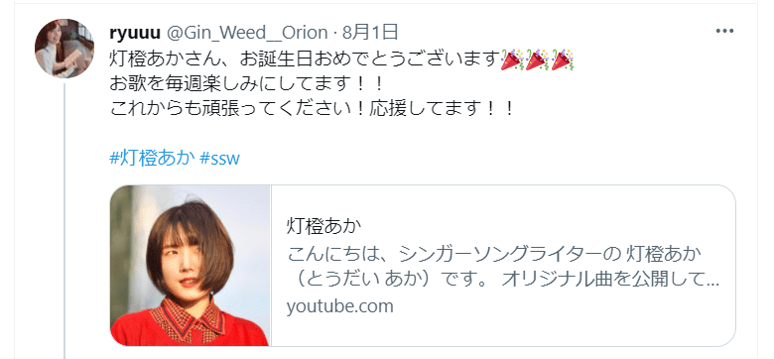 ryuuu @Gin_Weed__Orion · 8月1日
灯橙あかさん、お誕生日おめでとうございます🎉🎉🎉
お歌を毎週楽しみにしてます！！
これからも頑張ってください！応援してます！！
#灯橙あか #ssw
灯橙あか
こんにちは、シンガーソングライターの 灯橙あか
（とうだい あか）です。 オリジナル曲を公開して...
youtube.com